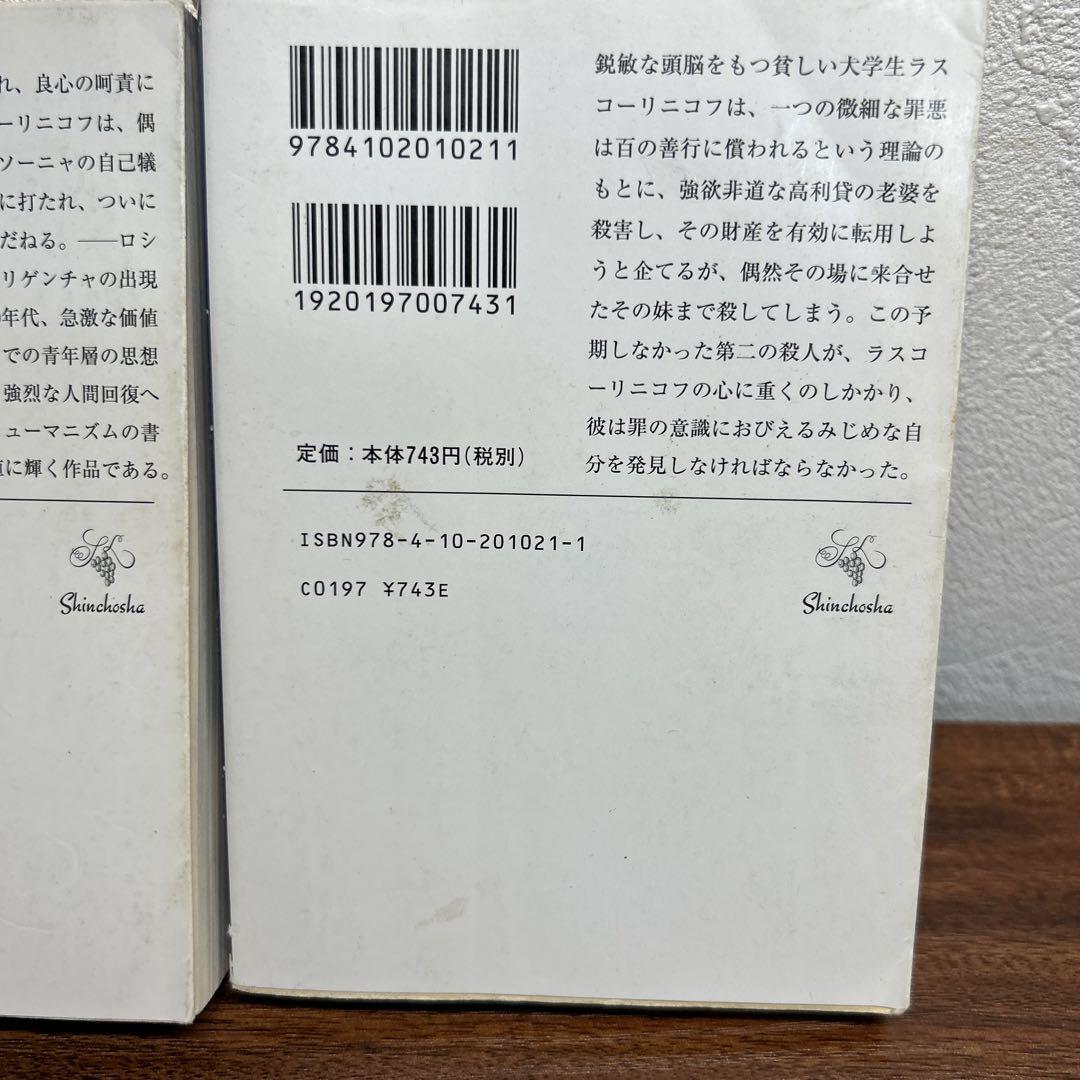 れ、良心の呵責に
ーリニコフは、偶
ソーニャの自己犠
に打たれ、ついに
だねる。――ロシ
リゲンチャの出現
年代、急激な価値
での青年層の思想
強烈な人間回復へ
ューマニズムの書
に輝く作品である。
Shinchosha
9784102010211
1920197007431
定価:本体743円(税別)
鋭敏な頭脳をもつ貧しい大学生ラス
コーリニコフは、一つの微細な罪悪
は百の善行に償われるという理論の
もとに、強欲非道な高利貸の老婆を
殺害し、その財産を有効に転用しよ
うと企てるが、偶然その場に来合せ
たその妹まで殺してしまう。この予
期しなかった第二の殺人が、ラスコ
ーリニコフの心に重くのしかかり、
彼は罪の意識におびえるみじめな自
分を発見しなければならなかった。
ISBN978-4-10-201021-1
C0197 ¥743E
Shinchosha